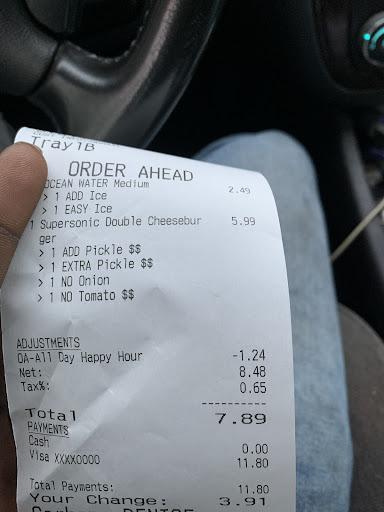 Tray1B
ORDER AHEAD
OCEAN WATER Medium 2.49
> 1 ADD Ice
> 1 EASY Ice
1 Supersonic Double Cheesebur 5.99
ger
> 1 ADD Pickle $$
> 1 EXTRA Pickle $$
> 1 NO Onion
> 1 NO Tomato $$
ADJUSTMENTS
OA-All Day Happy Hour -1.24
Net: 8.48
Tax%: 0.65
----------
Total 7.89
PAYMENTS
Cash 0.00
Visa XXXX0000 11.80
Total Payments: 11.80
Your Change: 3.91
DENISE